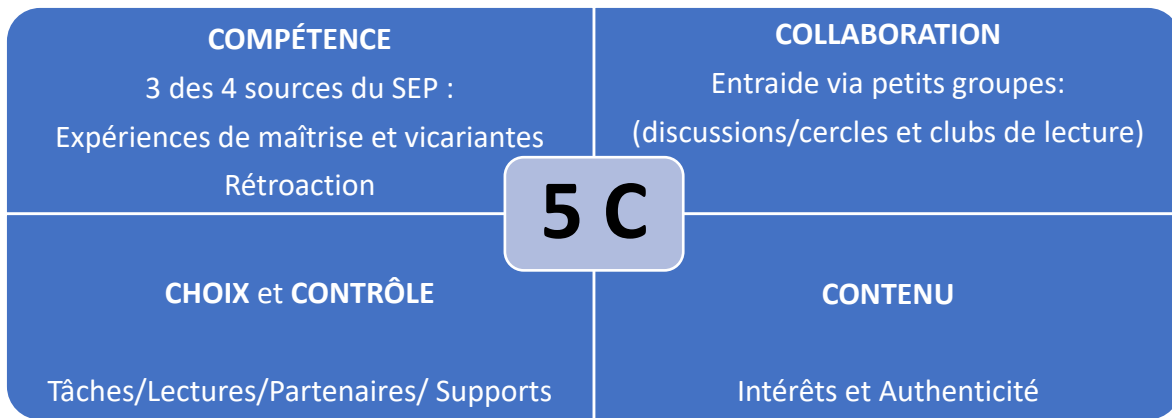 COMPÉTENCE
3 des 4 sources du SEP :
Expériences de maîtrise et vicariantes
Rétroaction
COLLABORATION
Entraide via petits groupes:
(discussions/cercles et clubs de lecture)
5 C
CHOIX et CONTRÔLE
Tâches/Lectures/Partenaires/ Supports
CONTENU
Intérêts et Authenticité